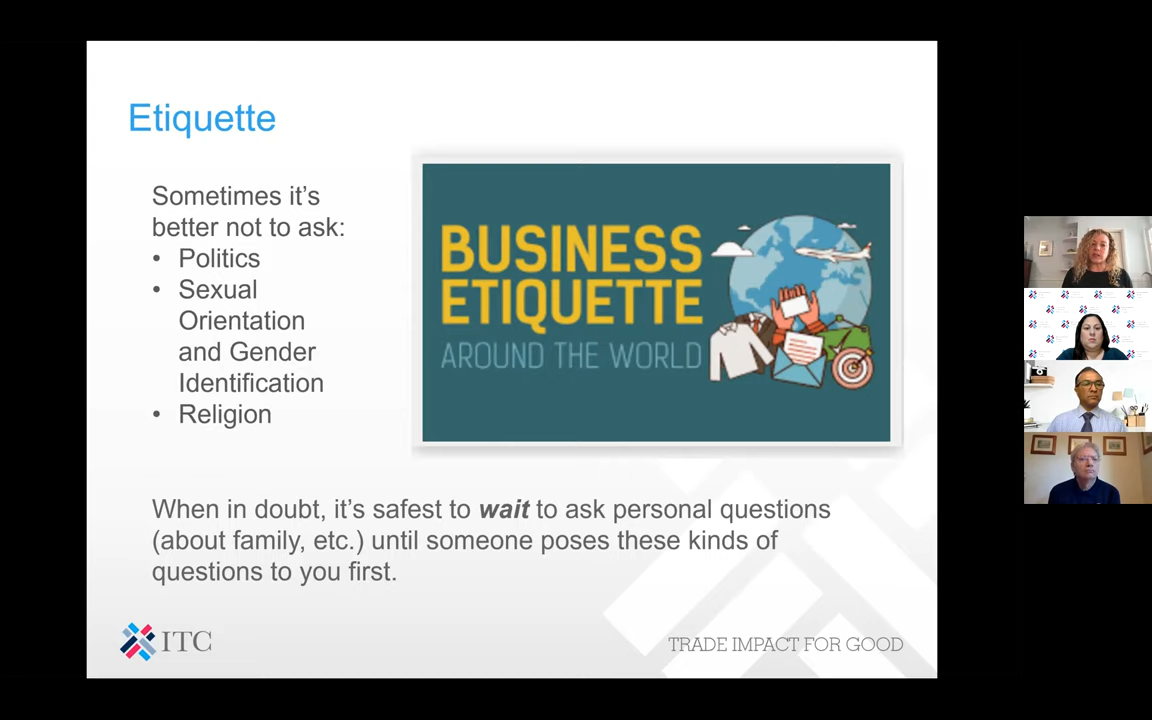 Etiquette
Sometimes it's
better not to ask:
• Politics
• Sexual
Orientation
and Gender
Identification
• Religion
BUSINESS
ETIQUETTE
AROUND THE WORLD
When in doubt, it's safest to wait to ask personal questions
(about family, etc.) until someone poses these kinds of
questions to you first.
ITC
TRADE IMPACT FOR GOOD